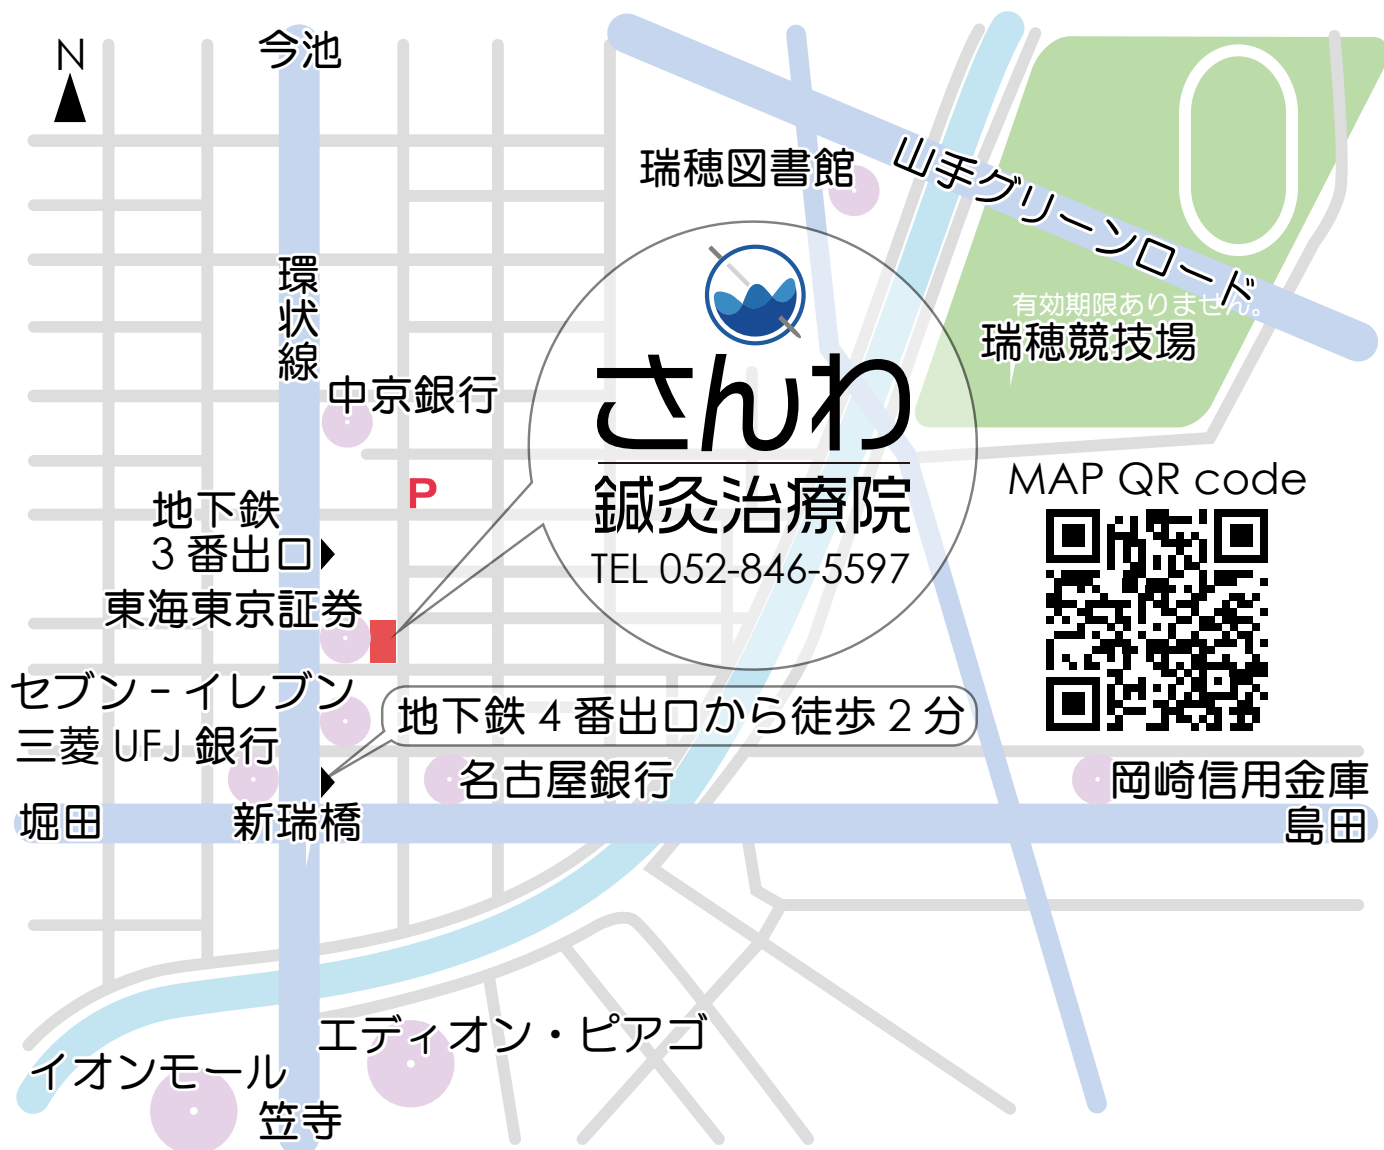 N
今池
瑞穂図書館
山手グリーンロード
環状線
有効期限ありません。
瑞穂競技場
中京銀行
さんわ
鍼灸治療院
TEL 052-846-5597
MAP QR code
P
地下鉄
3番出口
東海東京証券
セブン-イレブン
地下鉄4番出口から徒歩2分
三菱UFJ銀行
名古屋銀行
岡崎信用金庫
堀田
新瑞橋
島田
エディオン・ピアゴ
イオンモール
笠寺